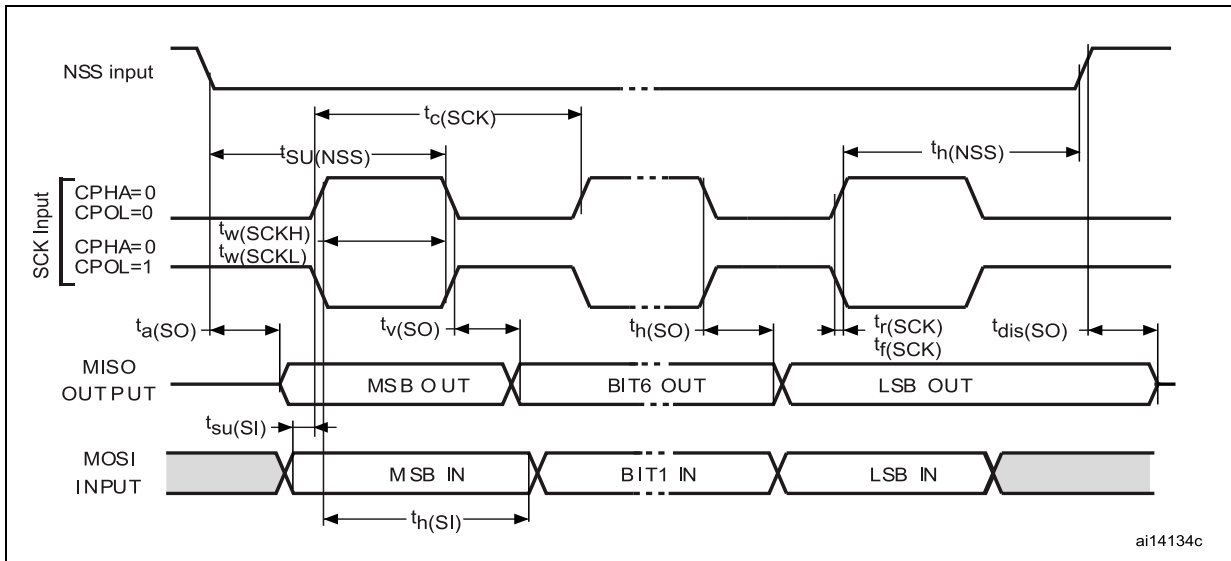 NSS input
tc(SCK)
tSU(NSS)
th(NSS)
SCK Input
CPHA=0
CPOL=0
CPHA=0
CPOL=1
tw(SCKH)
tw(SCKL)
ta(SO)
tv(SO)
th(SO)
tr(SCK)
tf(SCK)
tdis(SO)
MISO
OUTPUT
MSB OUT
BIT6 OUT
LSB OUT
tsu(SI)
MOSI
INPUT
MSB IN
BIT1 IN
LSB IN
th(SI)
ai14134c